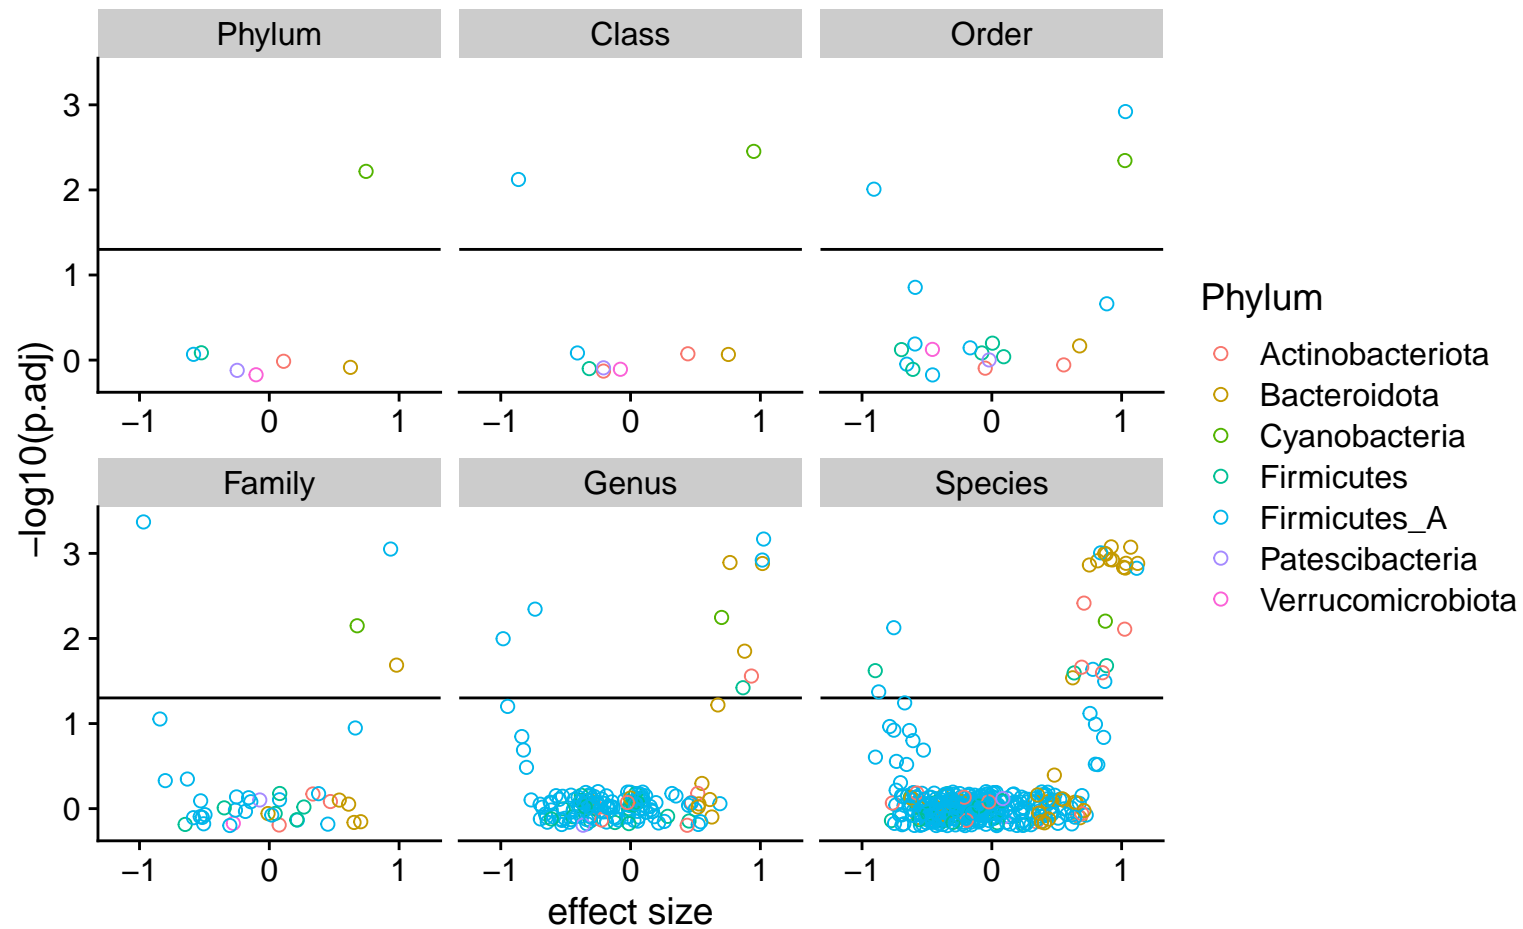 Phylum Class Order
3
2
1
0
−1 0 1 −1 0 1 −1 0 1
−log10(p.adj)
Family Genus Species
3
2
1
0
−1 0 1 −1 0 1 −1 0 1
effect size
Phylum
Actinobacteriota
Bacteroidota
Cyanobacteria
Firmicutes
Firmicutes_A
Patescibacteria
Verrucomicrobiota